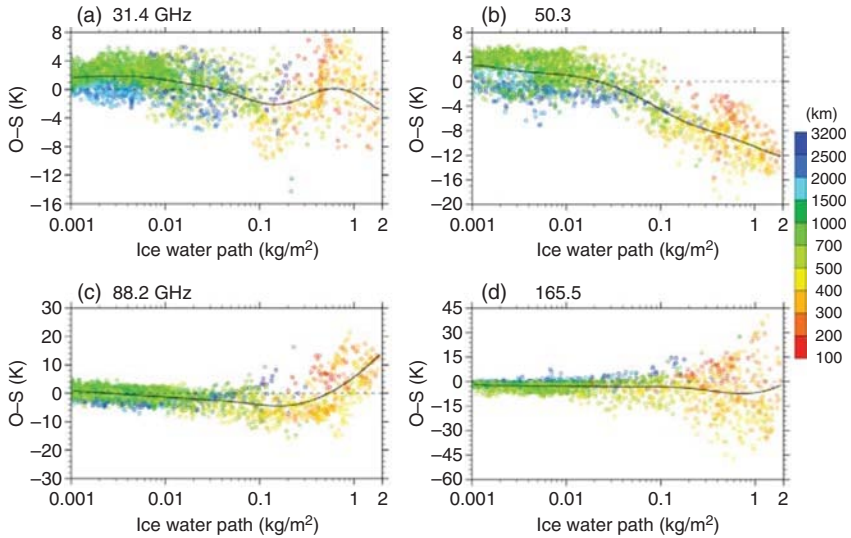 (a) 31.4 GHz
(b) 50.3
8
4
0
−4
−8
−12
−16
O–S (K)
0.001 0.01 0.1 1 2
Ice water path (kg/m²)
8
4
0
−4
−8
−12
−16
−20
O–S (K)
0.001 0.01 0.1 1 2
Ice water path (kg/m²)
(km)
3200
2500
2000
1500
1000
700
500
400
300
200
100
(c) 88.2 GHz
(d) 165.5
30
20
10
0
−10
−20
−30
O–S (K)
0.001 0.01 0.1 1 2
Ice water path (kg/m²)
45
30
15
0
−15
−30
−45
−60
O–S (K)
0.001 0.01 0.1 1 2
Ice water path (kg/m²)